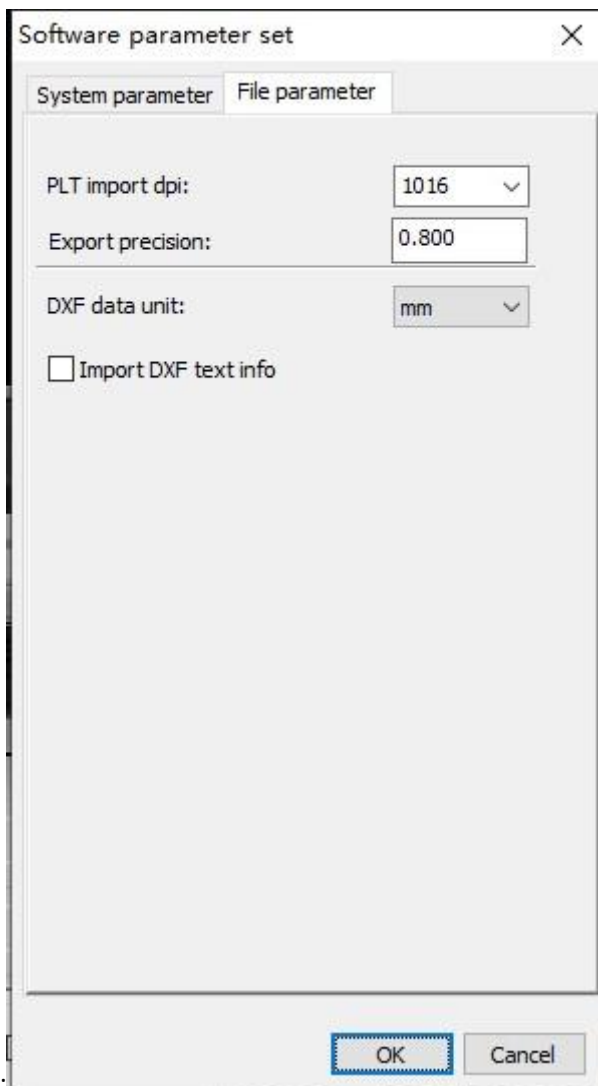 Software parameter set
System parameter File parameter
PLT import dpi: 1016
Export precision: 0.800
DXF data unit: mm
Import DXF text info
OK Cancel